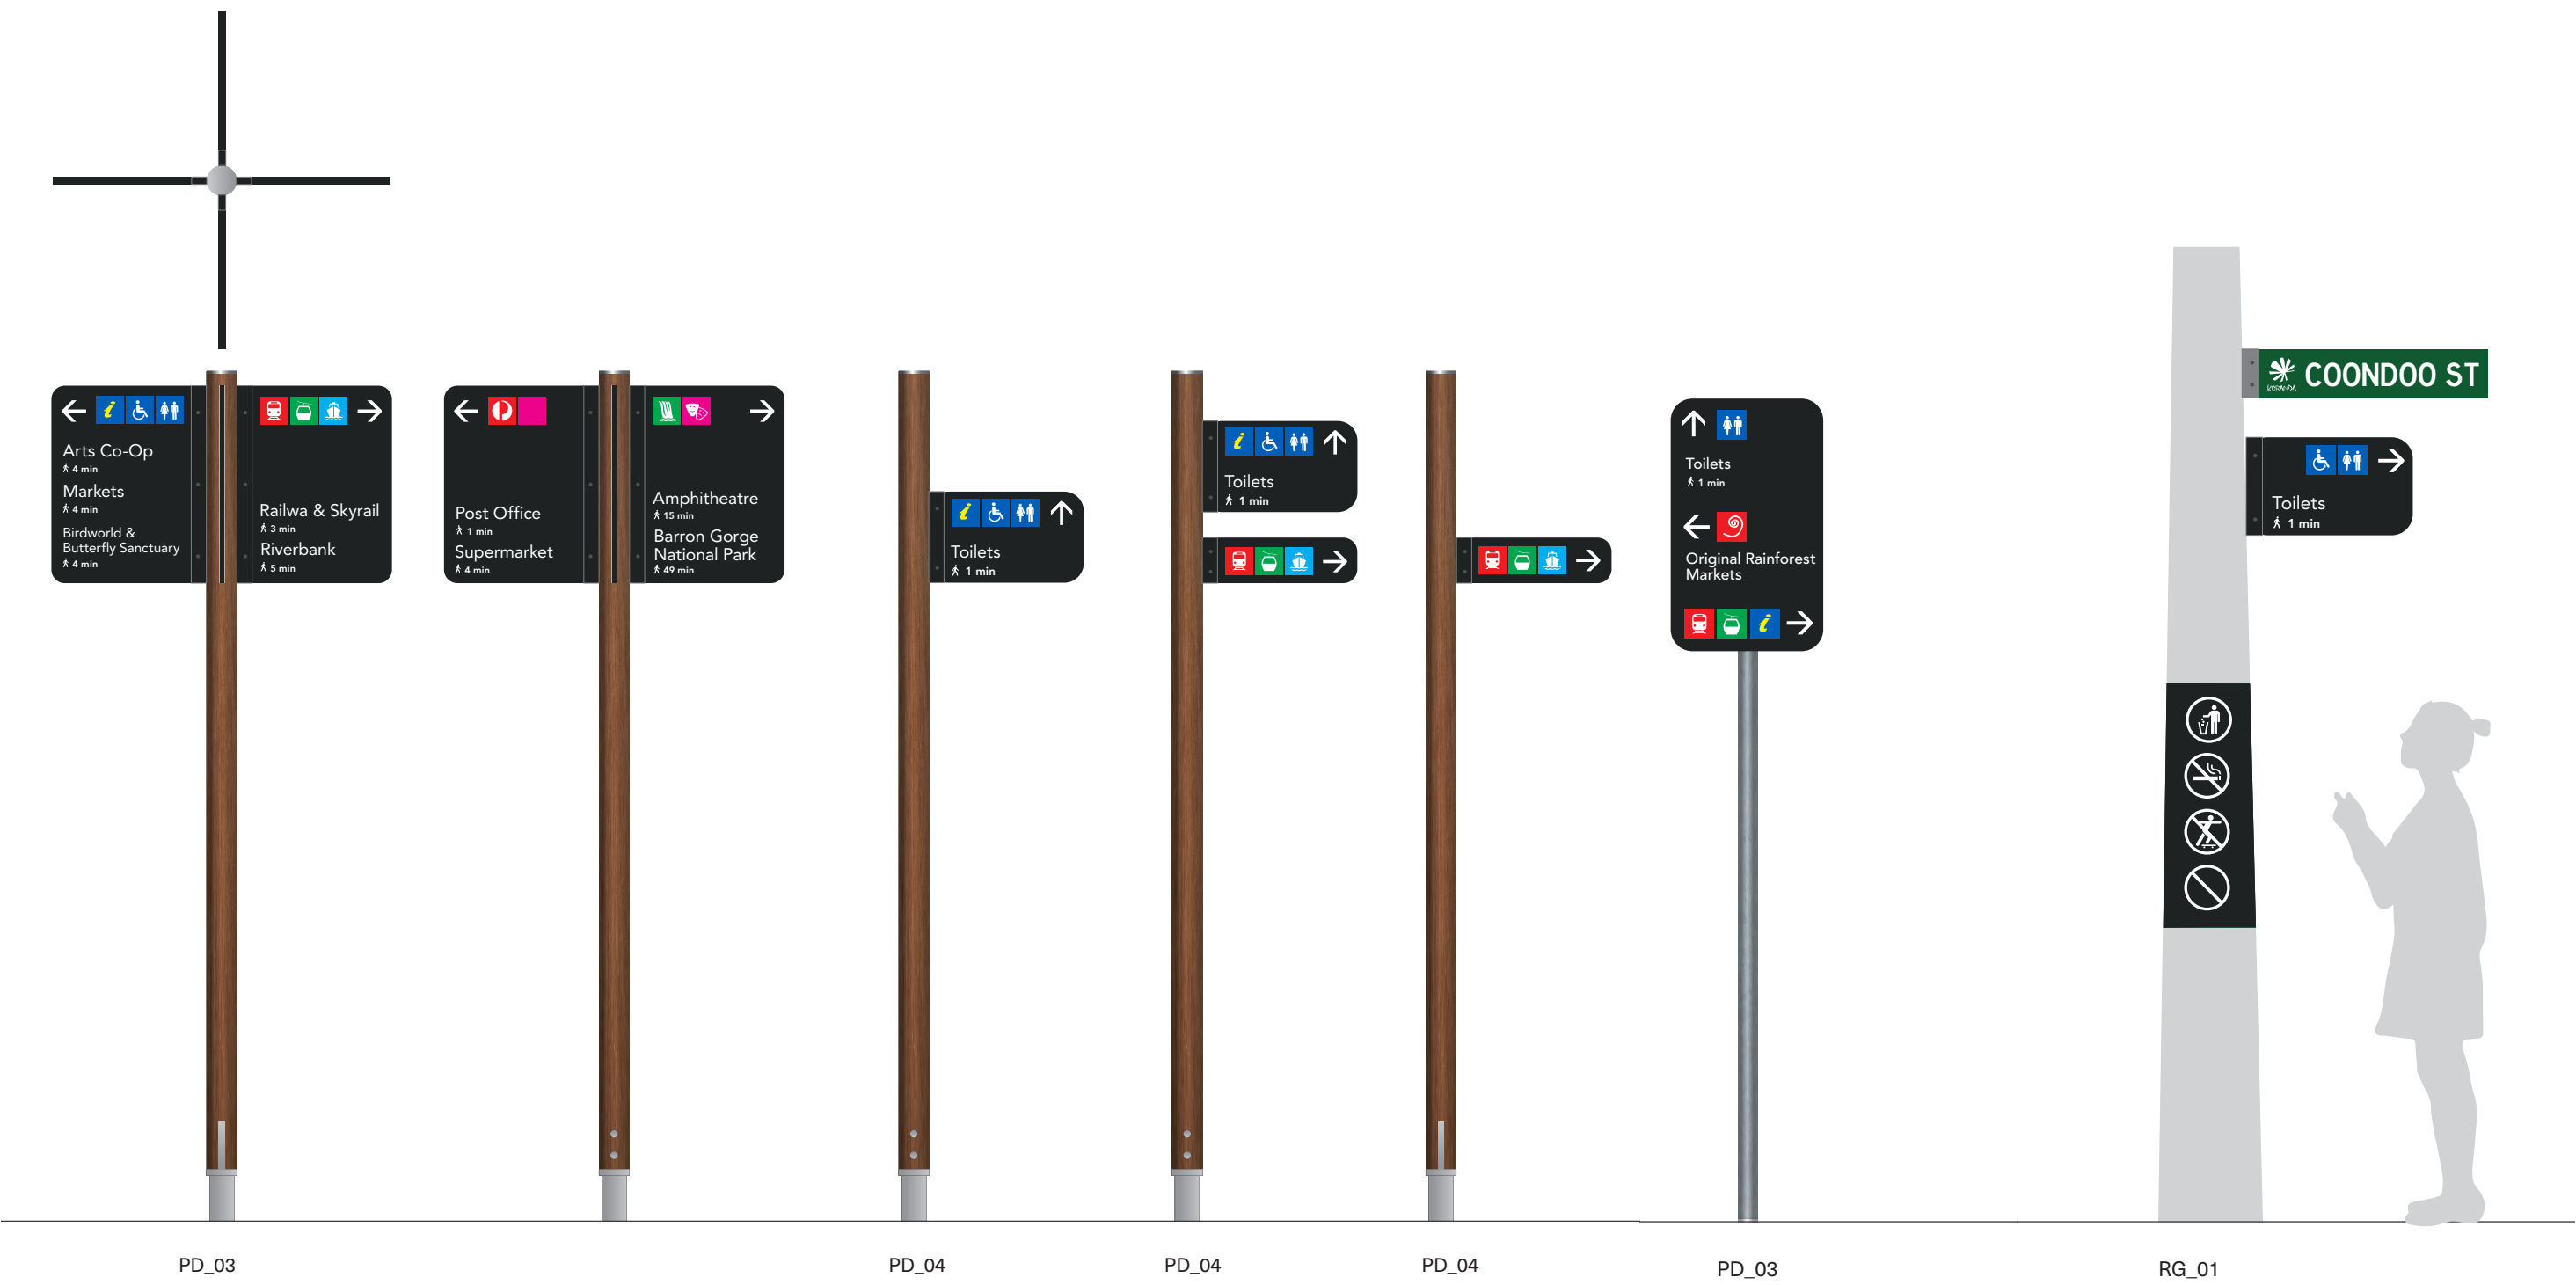 Arts Co-Op
4 min
Markets
4 min
Birdworld &
Butterfly Sanctuary
4 min
Railwa & Skyrail
3 min
Riverbank
5 min
Post Office
1 min
Supermarket
4 min
Amphitheatre
15 min
Barron Gorge
National Park
49 min
i
Toilets
1 min
i
Toilets
1 min
Toilets
1 min
Original Rainforest
Markets
i
COONDOO ST
KURANDA
Toilets
1 min
PD_03
PD_04
PD_04
PD_04
PD_03
RG_01